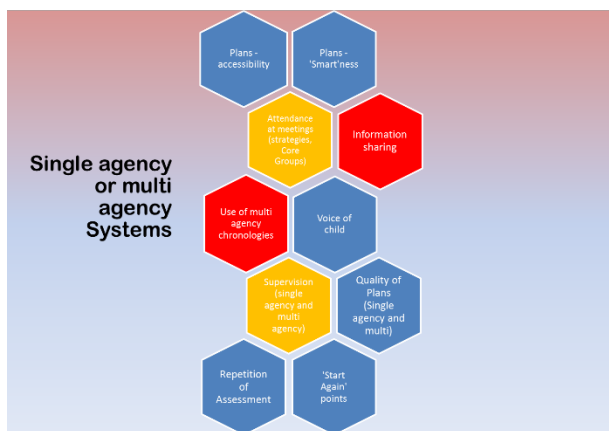 Plans -
accessibility
Plans -
'Smart'ness
Attendance
at meetings
(strategies,
Core
Groups)
Information
sharing
Single agency
or multi
agency
Systems
Use of multi
agency
chronologies
Voice of
child
Supervision
(single
agency and
multi
agency)
Quality of
Plans
(Single
agency and
multi)
Repetition
of
Assessment
'Start
Again'
points